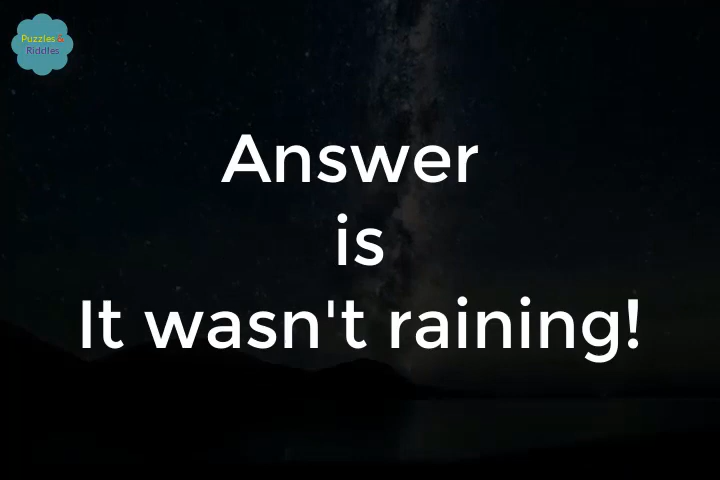 Puzzles &
Riddles
Answer
is
It wasn't raining!